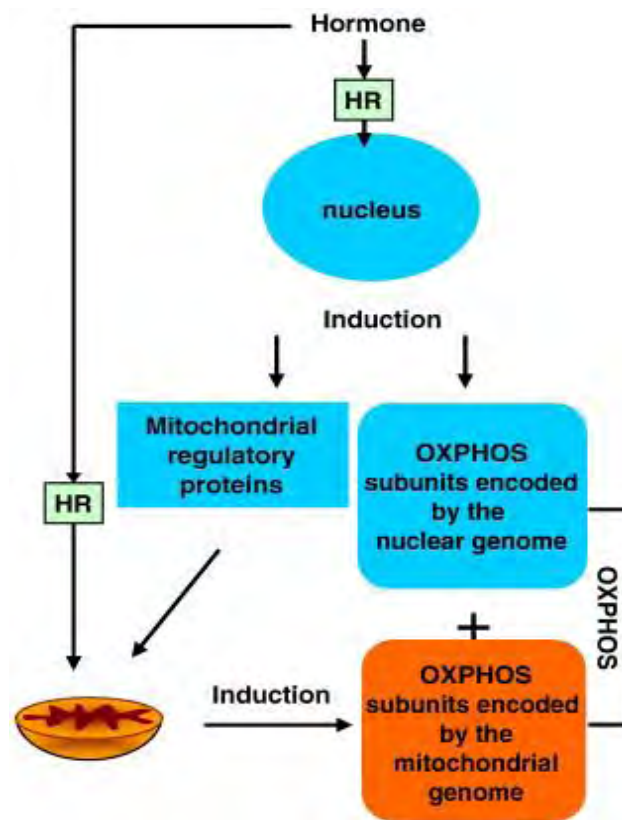 Hormone
HR
nucleus
Induction
Mitochondrial
regulatory
proteins
OXPHOS
subunits encoded
by the
nuclear genome
HR
OXPHOS
+
Induction
OXPHOS
subunits encoded
by the
mitochondrial
genome